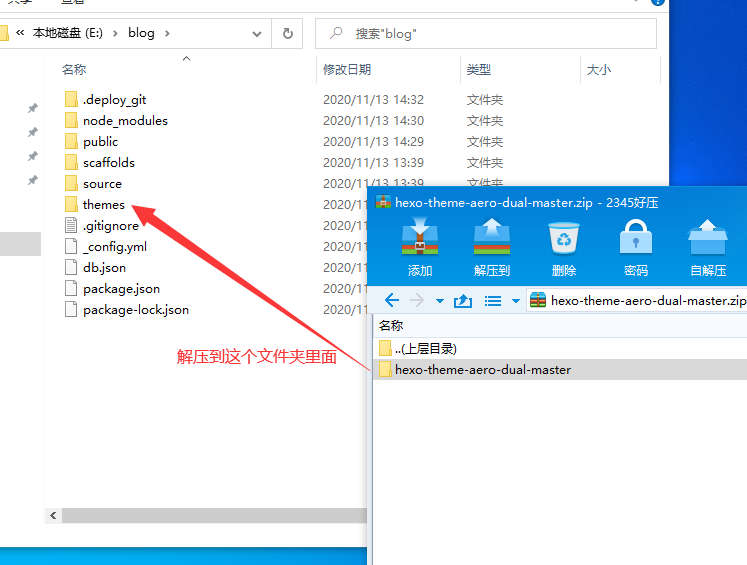 共享 查看
« 本地磁盘 (E:) › blog ›
搜索"blog"
名称 修改日期 类型 大小
.deploy_git 2020/11/13 14:32 文件夹
node_modules 2020/11/13 14:30 文件夹
public 2020/11/13 14:29 文件夹
scaffolds 2020/11/13 13:39 文件夹
source 2020/11/13 13:39 文件夹
themes 2020/11
.gitignore 2020/11
_config.yml 2020/11
db.json 2020/11
package.json 2020/11
package-lock.json 2020/11
解压到这个文件夹里面
hexo-theme-aero-dual-master.zip - 2345好压
添加 解压到 删除 密码 自解压
hexo-theme-aero-dual-master.zip
名称
..(上层目录)
hexo-theme-aero-dual-master